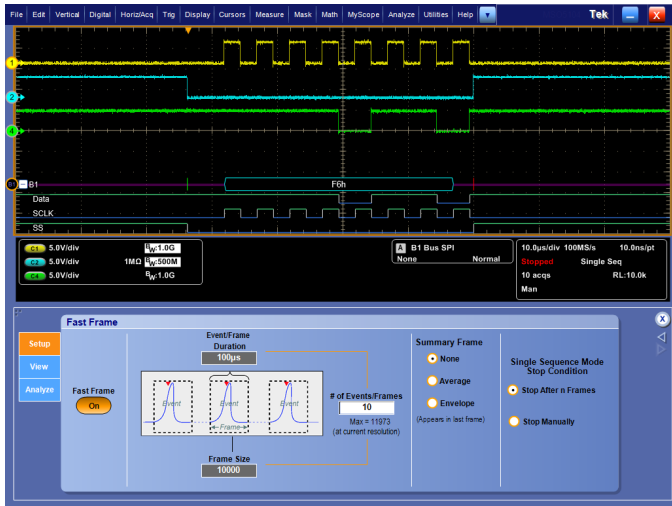 File Edit Vertical Digital Horiz/Acq Trig Display Cursors Measure Mask Math MyScope Analyze Utilities Help Tek X
1
2
4
B1 B1
F6h
Data
SCLK
SS
C1 5.0V/div BW:1.0G
C2 5.0V/div 1MΩ BW:500M
C4 5.0V/div BW:1.0G
A B1 Bus SPI
None Normal
10.0µs/div 100MS/s 10.0ns/pt
Stopped Single Seq
10 acqs RL:10.0k
Man
Fast Frame X
Setup
View
Analyze
Fast Frame
On
Event/Frame
Duration
100µs
Event Event Event
Frame
Frame Size
10000
# of Events/Frames
10
Max = 11973
(at current resolution)
Summary Frame
None
Average
Envelope
(Appears in last frame)
Single Sequence Mode
Stop Condition
Stop After n Frames
Stop Manually